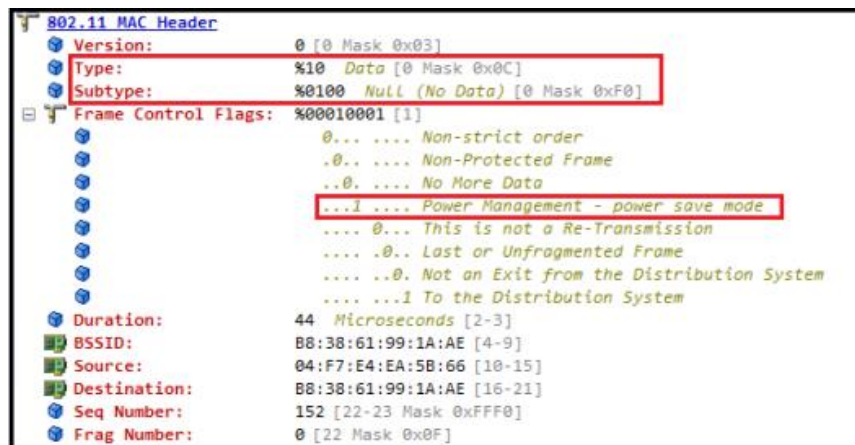 802.11 MAC Header
Version: 0 [0 Mask 0x03]
Type: %10 Data [0 Mask 0x0C]
Subtype: %0100 Null (No Data) [0 Mask 0xF0]
Frame Control Flags: %00010001 [1]
0... .... Non-strict order
.0.. .... Non-Protected Frame
..0. .... No More Data
...1 .... Power Management - power save mode
.... 0... This is not a Re-Transmission
.... .0.. Last or Unfragmented Frame
.... ..0. Not an Exit from the Distribution System
.... ...1 To the Distribution System
Duration: 44 Microseconds [2-3]
BSSID: B8:38:61:99:1A:AE [4-9]
Source: 04:F7:E4:EA:5B:66 [10-15]
Destination: B8:38:61:99:1A:AE [16-21]
Seq Number: 152 [22-23 Mask 0xFFF0]
Frag Number: 0 [22 Mask 0x0F]